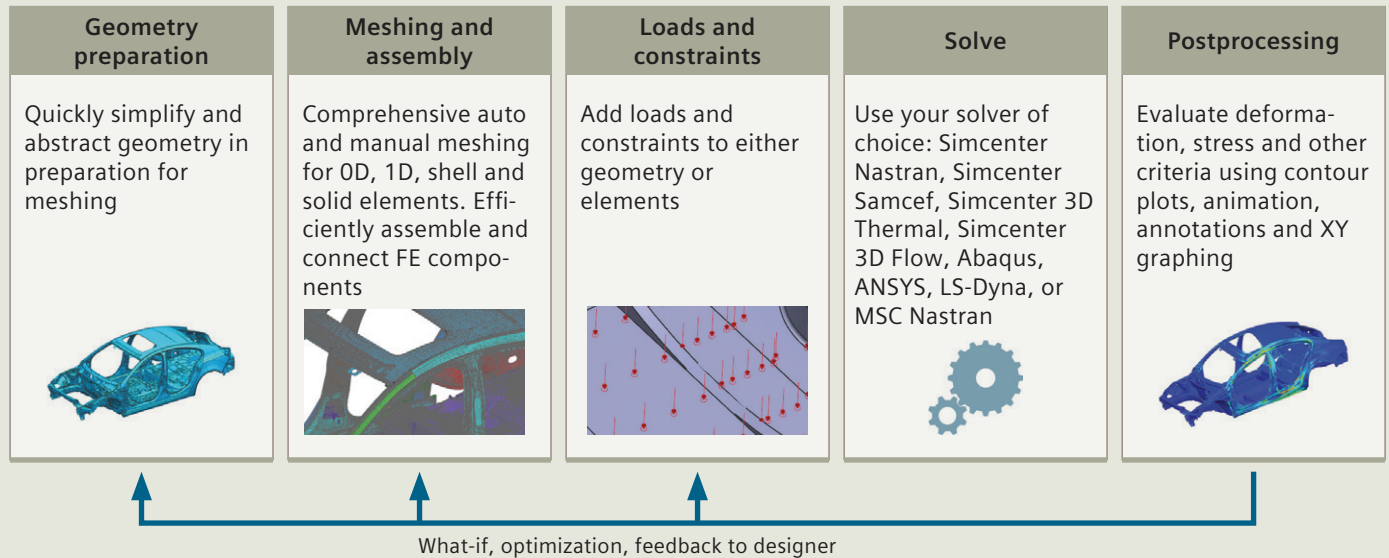 Geometry
preparation
Quickly simplify and
abstract geometry in
preparation for
meshing
Meshing and
assembly
Comprehensive auto
and manual meshing
for 0D, 1D, shell and
solid elements. Effi-
ciently assemble and
connect FE compo-
nents
Loads and
constraints
Add loads and
constraints to either
geometry or
elements
Solve
Use your solver of
choice: Simcenter
Nastran, Simcenter
Samcef, Simcenter 3D
Thermal, Simcenter
3D Flow, Abaqus,
ANSYS, LS-Dyna, or
MSC Nastran
Postprocessing
Evaluate deforma-
tion, stress and other
criteria using contour
plots, animation,
annotations and XY
graphing
What-if, optimization, feedback to designer